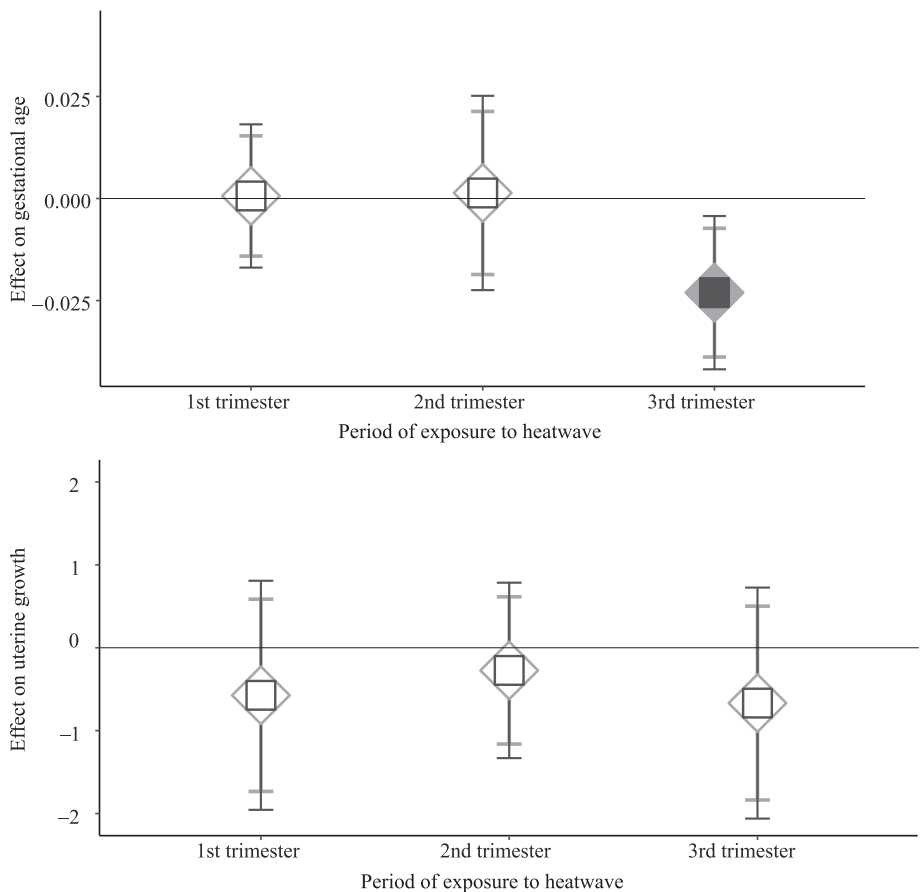 Effect on gestational age
0.025
0.000
−0.025
1st trimester 2nd trimester 3rd trimester
Period of exposure to heatwave
Effect on uterine growth
2
1
0
−1
−2
1st trimester 2nd trimester 3rd trimester
Period of exposure to heatwave